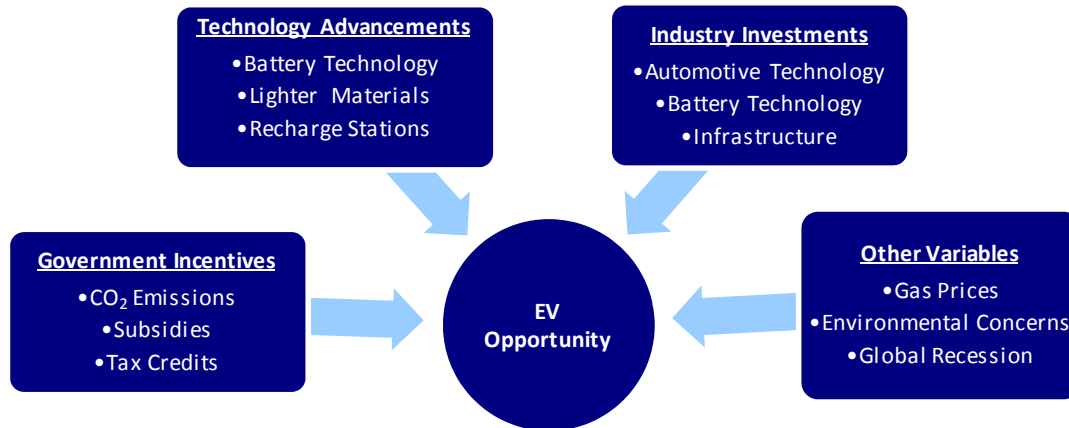 Technology Advancements
•Battery Technology
•Lighter Materials
•Recharge Stations
Industry Investments
•Automotive Technology
•Battery Technology
•Infrastructure
Government Incentives
•CO₂ Emissions
•Subsidies
•Tax Credits
EV
Opportunity
Other Variables
•Gas Prices
•Environmental Concerns
•Global Recession